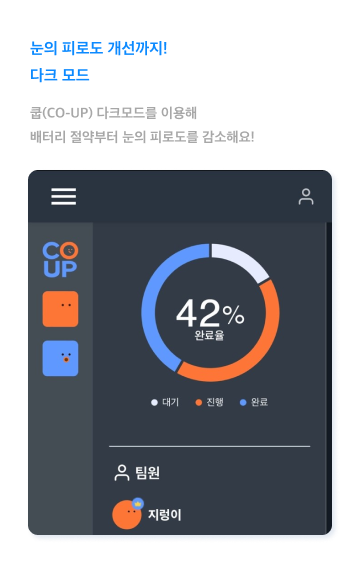 눈의 피로도 개선까지!
다크 모드
쿱(CO-UP) 다크모드를 이용해
배터리 절약부터 눈의 피로도를 감소해요!
CO
UP
42%
완료율
대기 진행 완료
팀원
지렁이